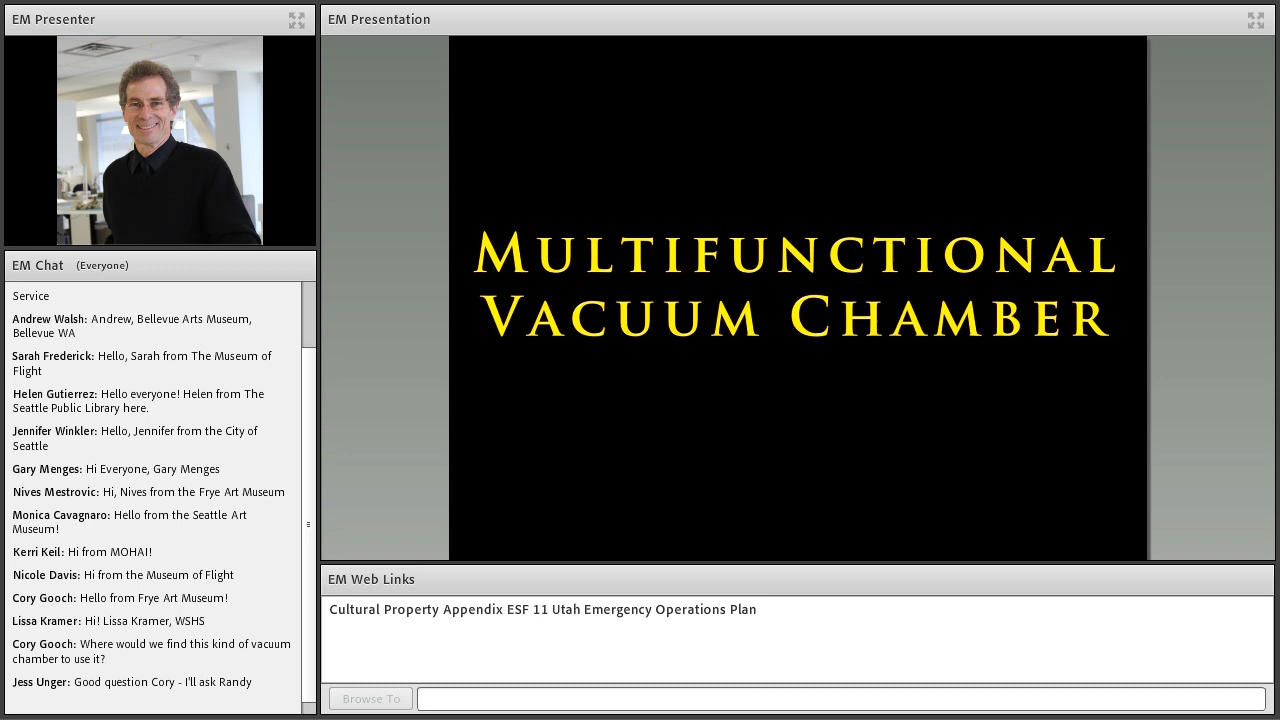 EM Presenter
EM Chat (Everyone)
Service
Andrew Walsh: Andrew, Bellevue Arts Museum,
Bellevue WA
Sarah Frederick: Hello, Sarah from The Museum of
Flight
Helen Gutierrez: Hello everyone! Helen from The
Seattle Public Library here.
Jennifer Winkler: Hello, Jennifer from the City of
Seattle
Gary Menges: Hi Everyone, Gary Menges
Nives Mestrovic: Hi, Nives from the Frye Art Museum
Monica Cavagnaro: Hello from the Seattle Art
Museum!
Kerri Keil: Hi from MOHAI!
Nicole Davis: Hi from the Museum of Flight
Cory Gooch: Hello from Frye Art Museum!
Lissa Kramer: Hi! Lissa Kramer, WSHS
Cory Gooch: Where would we find this kind of vacuum
chamber to use it?
Jess Unger: Good question Cory - I'll ask Randy
EM Presentation
MULTIFUNCTIONAL
VACUUM CHAMBER
EM Web Links
Cultural Property Appendix ESF 11 Utah Emergency Operations Plan
Browse To